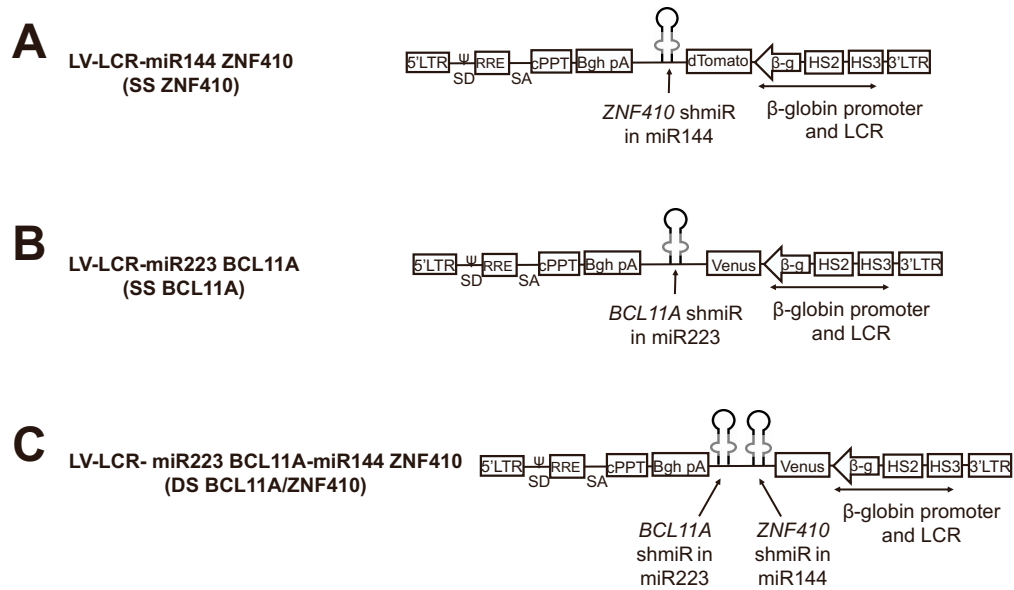 A
LV-LCR-miR144 ZNF410
(SS ZNF410)
5'LTR Ψ RRE cPPT Bgh pA dTomato β-g HS2 HS3 3'LTR
SD SA
ZNF410 shmiR
in miR144
β-globin promoter
and LCR
B
LV-LCR-miR223 BCL11A
(SS BCL11A)
5'LTR Ψ RRE cPPT Bgh pA Venus β-g HS2 HS3 3'LTR
SD SA
BCL11A shmiR
in miR223
β-globin promoter
and LCR
C
LV-LCR- miR223 BCL11A-miR144 ZNF410
(DS BCL11A/ZNF410)
5'LTR Ψ RRE cPPT Bgh pA Venus β-g HS2 HS3 3'LTR
SD SA
BCL11A
shmiR in
miR223
ZNF410
shmiR in
miR144
β-globin promoter
and LCR